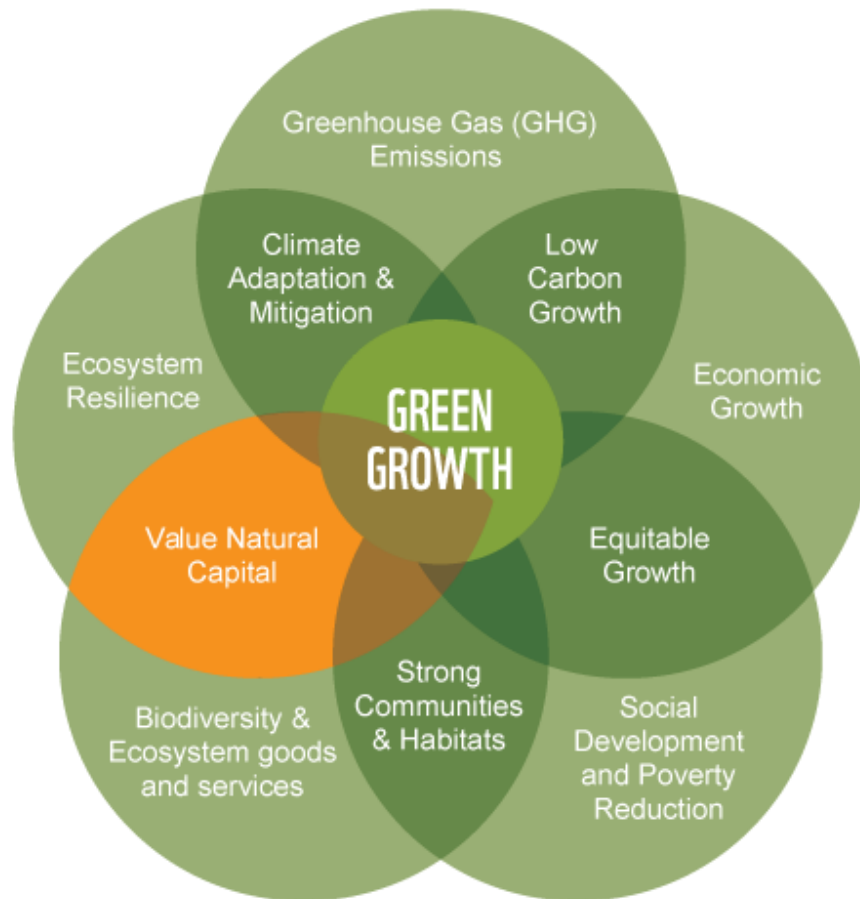 Greenhouse Gas (GHG)
Emissions
Climate
Adaptation &
Mitigation
Low
Carbon
Growth
Ecosystem
Resilience
GREEN
GROWTH
Economic
Growth
Value Natural
Capital
Equitable
Growth
Strong
Communities
& Habitats
Biodiversity &
Ecosystem goods
and services
Social
Development
and Poverty
Reduction